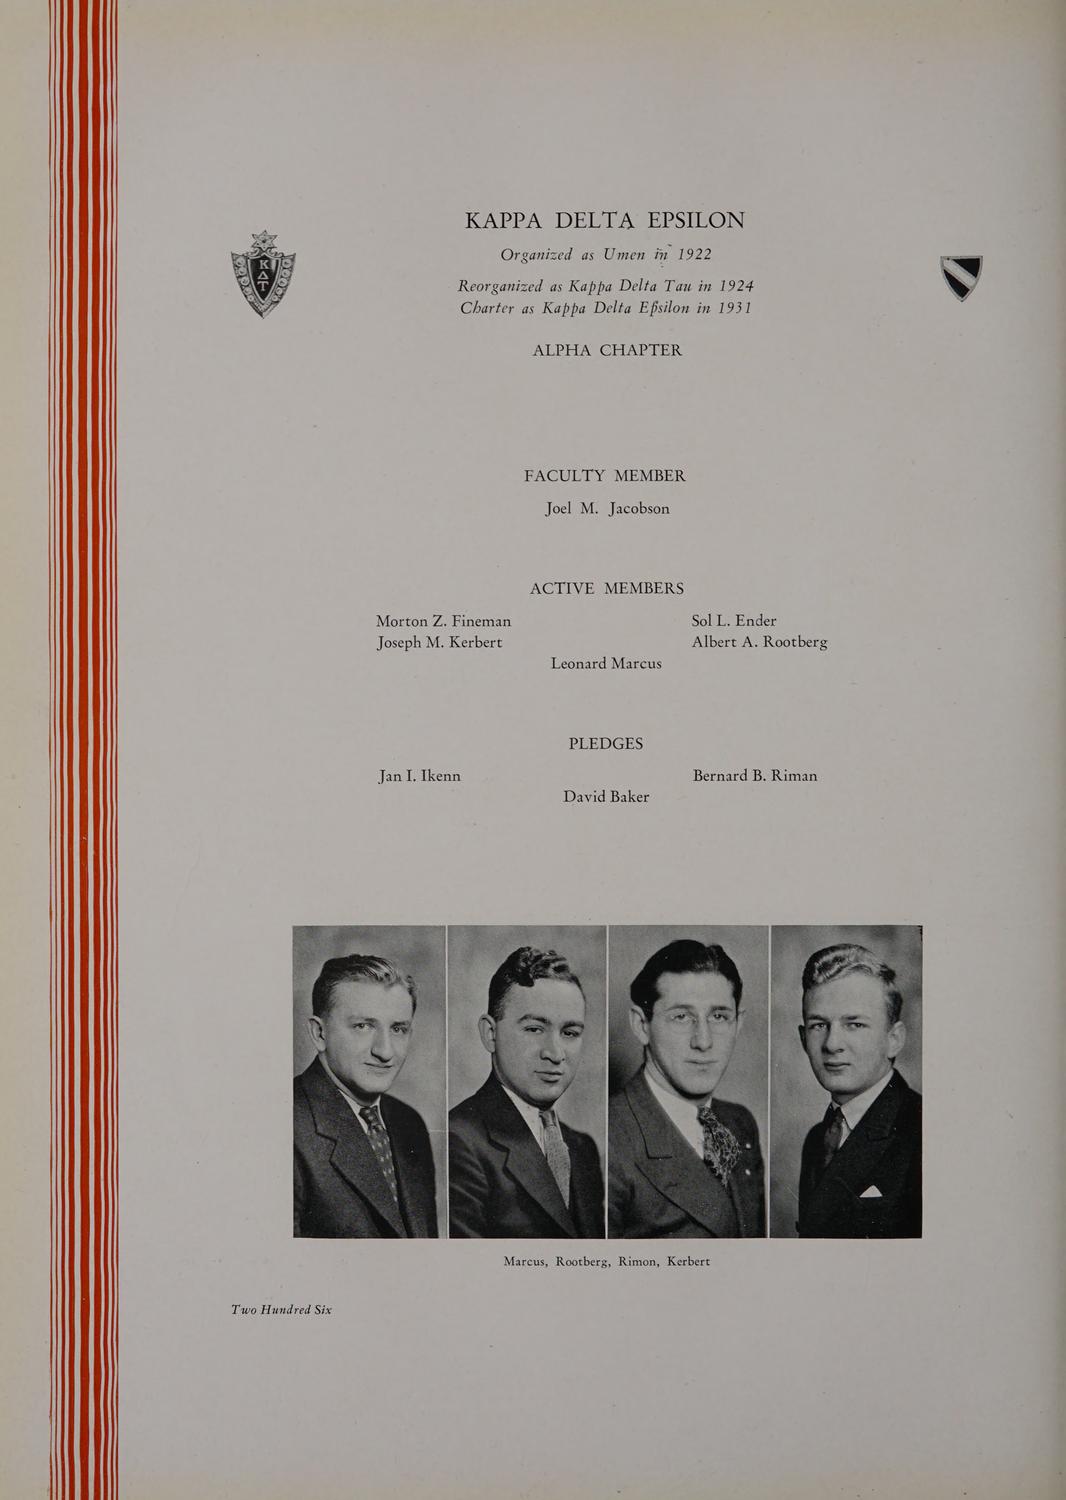 KAPPA DELTA EPSILON
Organized as Umen in 1922
Reorganized as Kappa Delta Tau in 1924
Charter as Kappa Delta Epsilon in 1931
Κ
Δ
Τ
ALPHA CHAPTER
FACULTY MEMBER
Joel M. Jacobson
ACTIVE MEMBERS
Morton Z. Fineman Sol L. Ender
Joseph M. Kerbert Albert A. Rootberg
Leonard Marcus
PLEDGES
Jan I. Ikenn Bernard B. Riman
David Baker
Marcus, Rootberg, Rimon, Kerbert
Two Hundred Six